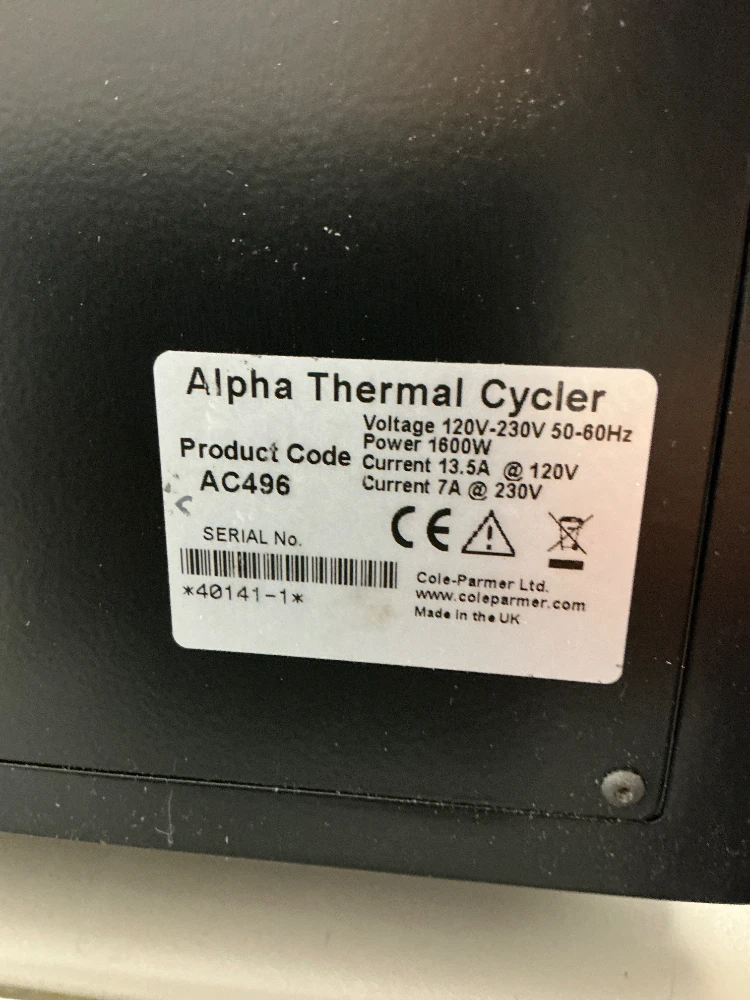 Alpha Thermal Cycler
Voltage 120V-230V 50-60Hz
Power 1600W
Product Code
Current 13.5A @ 120V
AC496
Current 7A @ 230V
CE
SERIAL No.
*40141-1*
Cole-Parmer Ltd.
www.coleparmer.com
Made in the UK